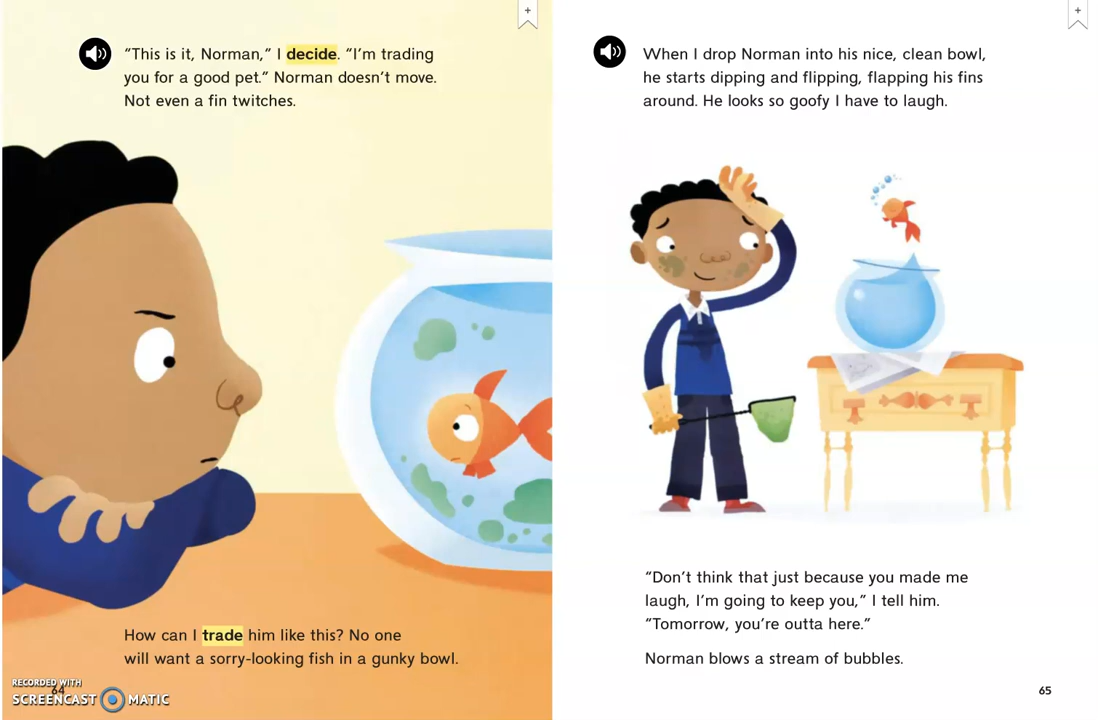 "This is it, Norman," I decide. "I'm trading
you for a good pet." Norman doesn't move.
Not even a fin twitches.
How can I trade him like this? No one
will want a sorry-looking fish in a gunky bowl.
64
RECORDED WITH
SCREENCAST MATIC
+
When I drop Norman into his nice, clean bowl,
he starts dipping and flipping, flapping his fins
around. He looks so goofy I have to laugh.
"Don't think that just because you made me
laugh, I'm going to keep you," I tell him.
"Tomorrow, you're outta here."
Norman blows a stream of bubbles.
65
+